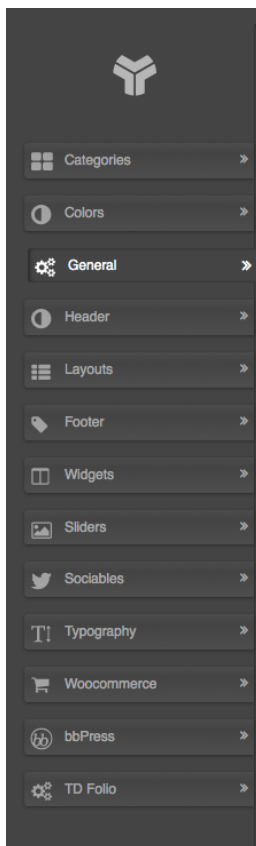 Categories
Colors
General
Header
Layouts
Footer
Widgets
Sliders
Sociables
Typography
Woocommerce
bbPress
TD Folio